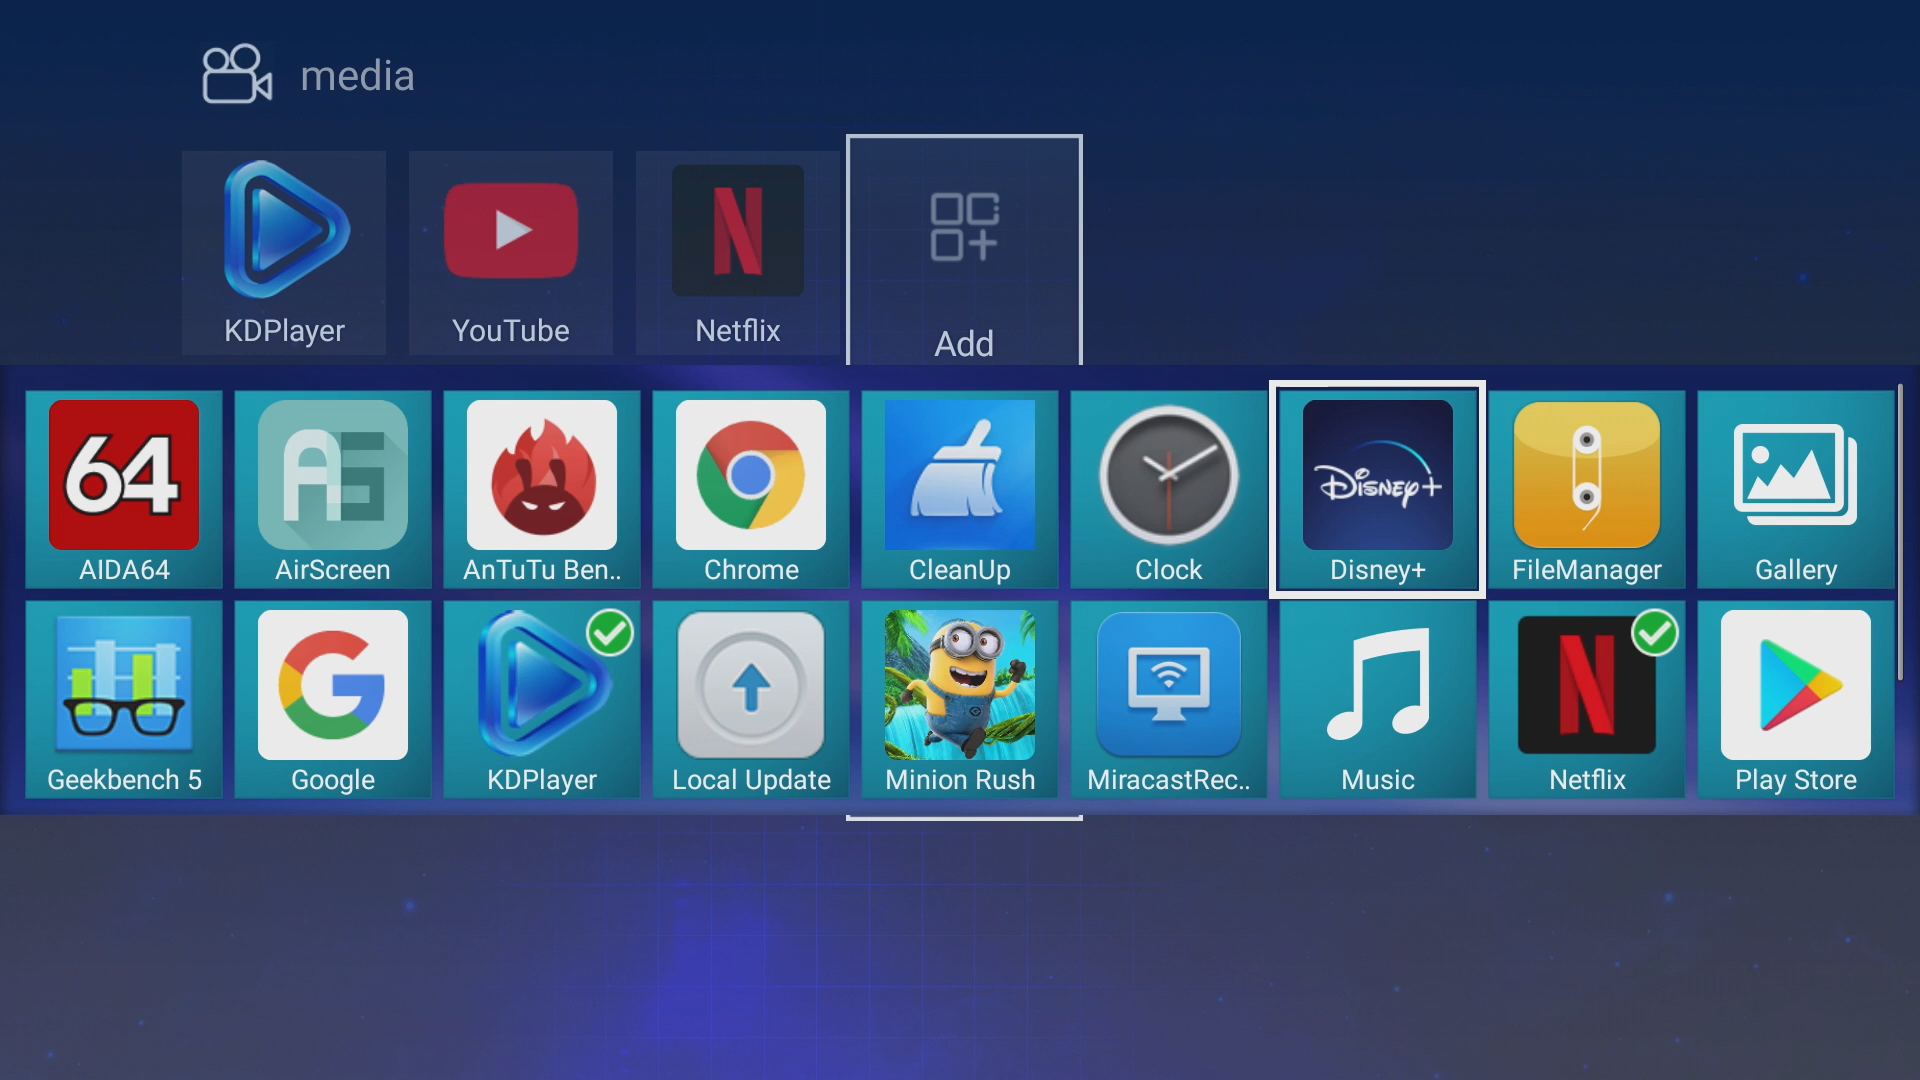 media
KDPlayer
YouTube
N
Netflix
Add
64
AS
Disney+
AIDA64
AirScreen
AnTuTu Ben..
Chrome
CleanUp
Clock
Disney+
FileManager
Gallery
G
N
Geekbench 5
Google
KDPlayer
Local Update
Minion Rush
MiracastRec..
Music
Netflix
Play Store